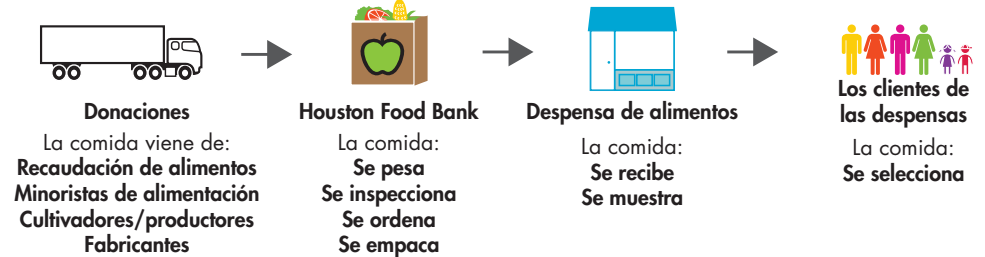 Donaciones
La comida viene de:
Recaudación de alimentos
Minoristas de alimentación
Cultivadores/productores
Fabricantes
Houston Food Bank
La comida:
Se pesa
Se inspecciona
Se ordena
Se empaca
Despensa de alimentos
La comida:
Se recibe
Se muestra
Los clientes de
las despensas
La comida:
Se selecciona